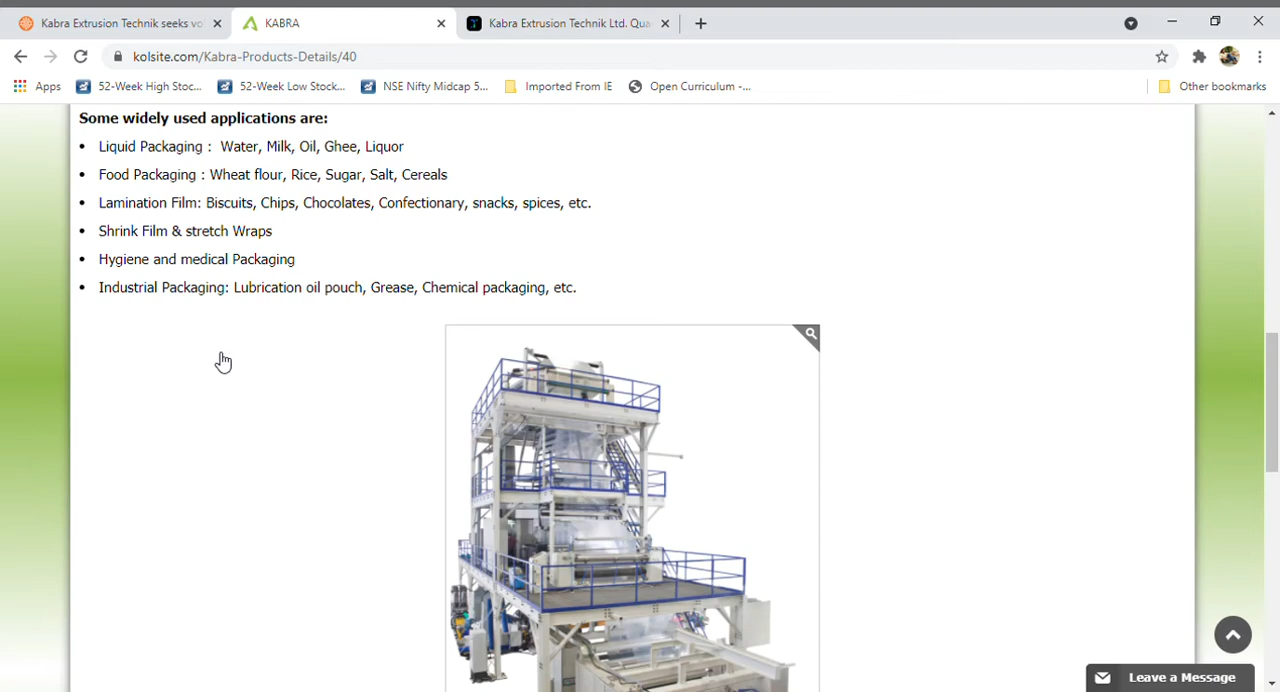 Kabra Extrusion Technik seeks vo
KABRA
Kabra Extrusion Technik Ltd. Qua
kolsite.com/Kabra-Products-Details/40
Apps
52-Week High Stoc...
52-Week Low Stock...
NSE Nifty Midcap 5...
Imported From IE
Open Curriculum -...
Other bookmarks
Some widely used applications are:
• Liquid Packaging : Water, Milk, Oil, Ghee, Liquor
• Food Packaging : Wheat flour, Rice, Sugar, Salt, Cereals
• Lamination Film: Biscuits, Chips, Chocolates, Confectionary, snacks, spices, etc.
• Shrink Film & stretch Wraps
• Hygiene and medical Packaging
• Industrial Packaging: Lubrication oil pouch, Grease, Chemical packaging, etc.
Leave a Message